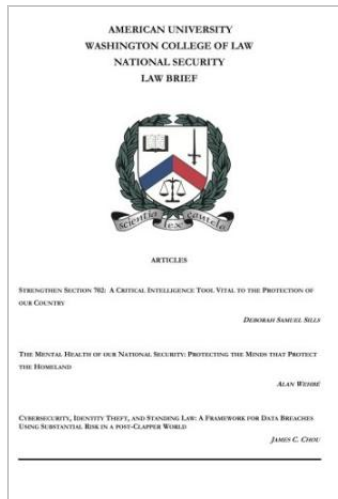 AMERICAN UNIVERSITY
WASHINGTON COLLEGE OF LAW
NATIONAL SECURITY
LAW BRIEF
scientia lex cautela
ARTICLES
STRENGTHEN SECTION 702: A CRITICAL INTELLIGENCE TOOL VITAL TO THE PROTECTION OF
OUR COUNTRY
DEBORAH SAMUEL SILLS
THE MENTAL HEALTH OF OUR NATIONAL SECURITY: PROTECTING THE MINDS THAT PROTECT
THE HOMELAND
ALAN WEHBÉ
CYBERSECURITY, IDENTITY THEFT, AND STANDING LAW: A FRAMEWORK FOR DATA BREACHES
USING SUBSTANTIAL RISK IN A POST-CLAPPER WORLD
JAMES C. CHOU